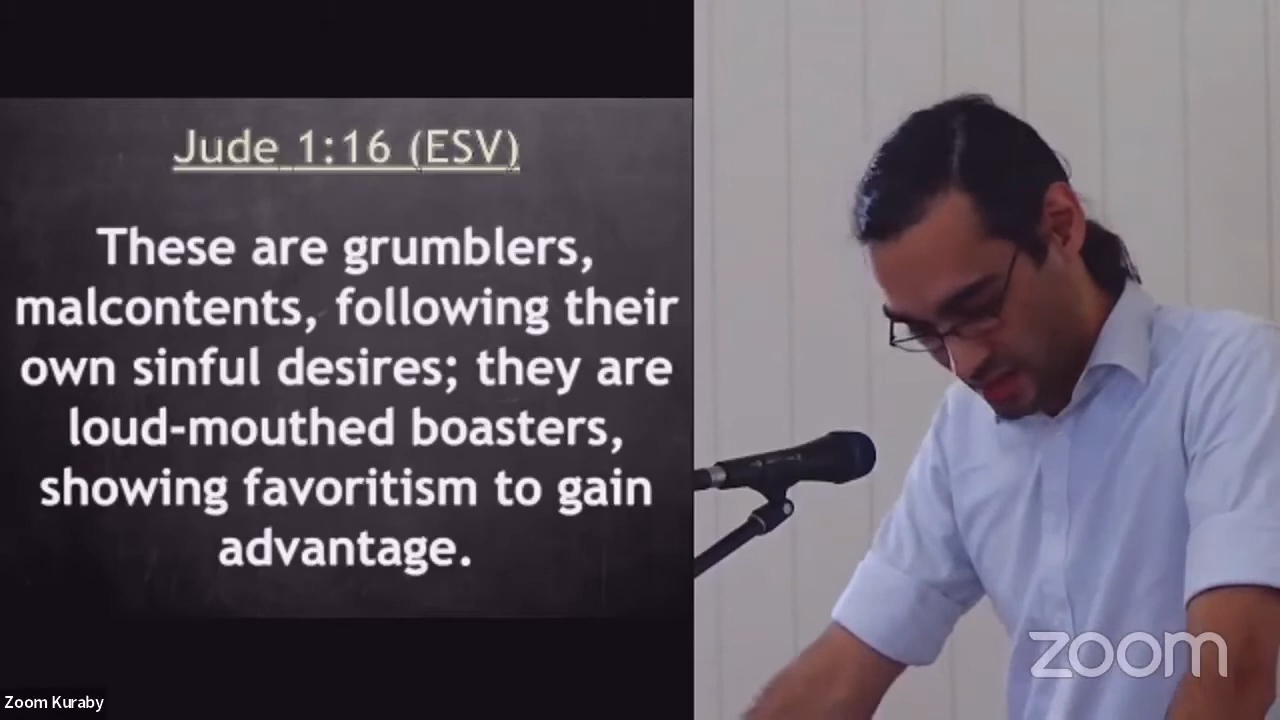 Jude 1:16 (ESV)
These are grumblers,
malcontents, following their
own sinful desires; they are
loud-mouthed boasters,
showing favoritism to gain
advantage.
zoom
Zoom Kuraby